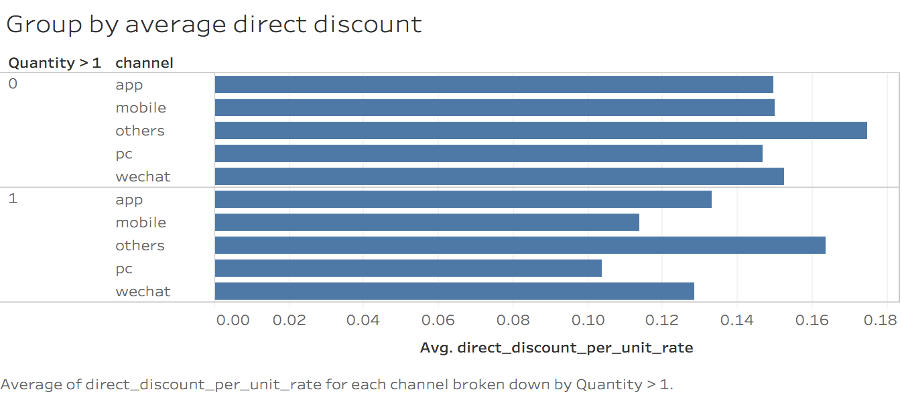 Group by average direct discount
Quantity > 1 channel
0 app
mobile
others
pc
wechat
1 app
mobile
others
pc
wechat
0.00 0.02 0.04 0.06 0.08 0.10 0.12 0.14 0.16 0.18
Avg. direct_discount_per_unit_rate
Average of direct_discount_per_unit_rate for each channel broken down by Quantity > 1.